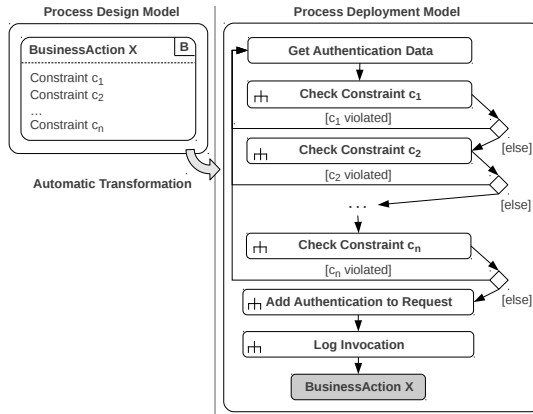 Process Design Model
Process Deployment Model
BusinessAction X
B
Constraint c1
Constraint c2
...
Constraint cn
Automatic Transformation
Get Authentication Data
Check Constraint c1
[c1 violated]
[else]
Check Constraint c2
[c2 violated]
[else]
...
Check Constraint cn
[cn violated]
[else]
Add Authentication to Request
Log Invocation
BusinessAction X